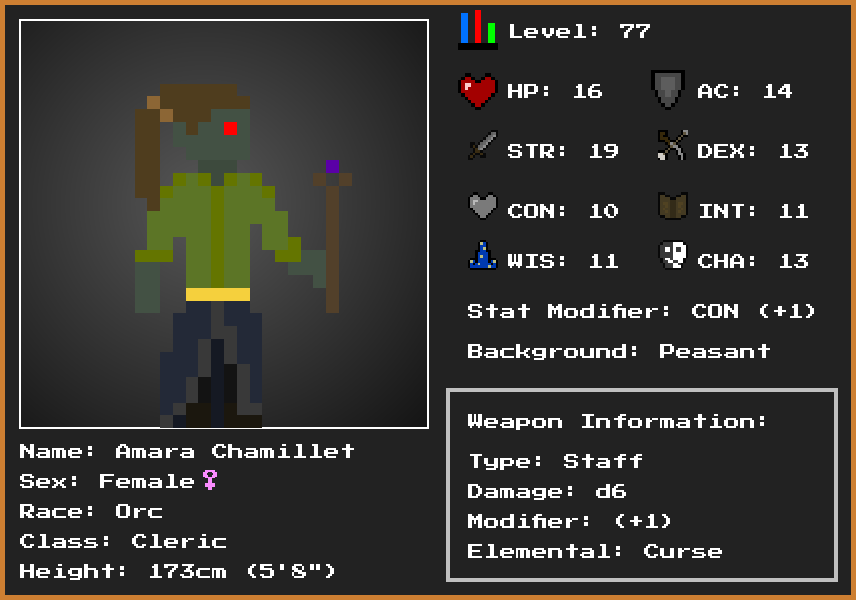 Level: 77
HP: 16
AC: 14
STR: 19
DEX: 13
CON: 10
INT: 11
WIS: 11
CHA: 13
Stat Modifier: CON (+1)
Background: Peasant
Weapon Information:
Type: Staff
Damage: d6
Modifier: (+1)
Elemental: Curse
Name: Amara Chamillet
Sex: Female♀
Race: Orc
Class: Cleric
Height: 173cm (5'8")